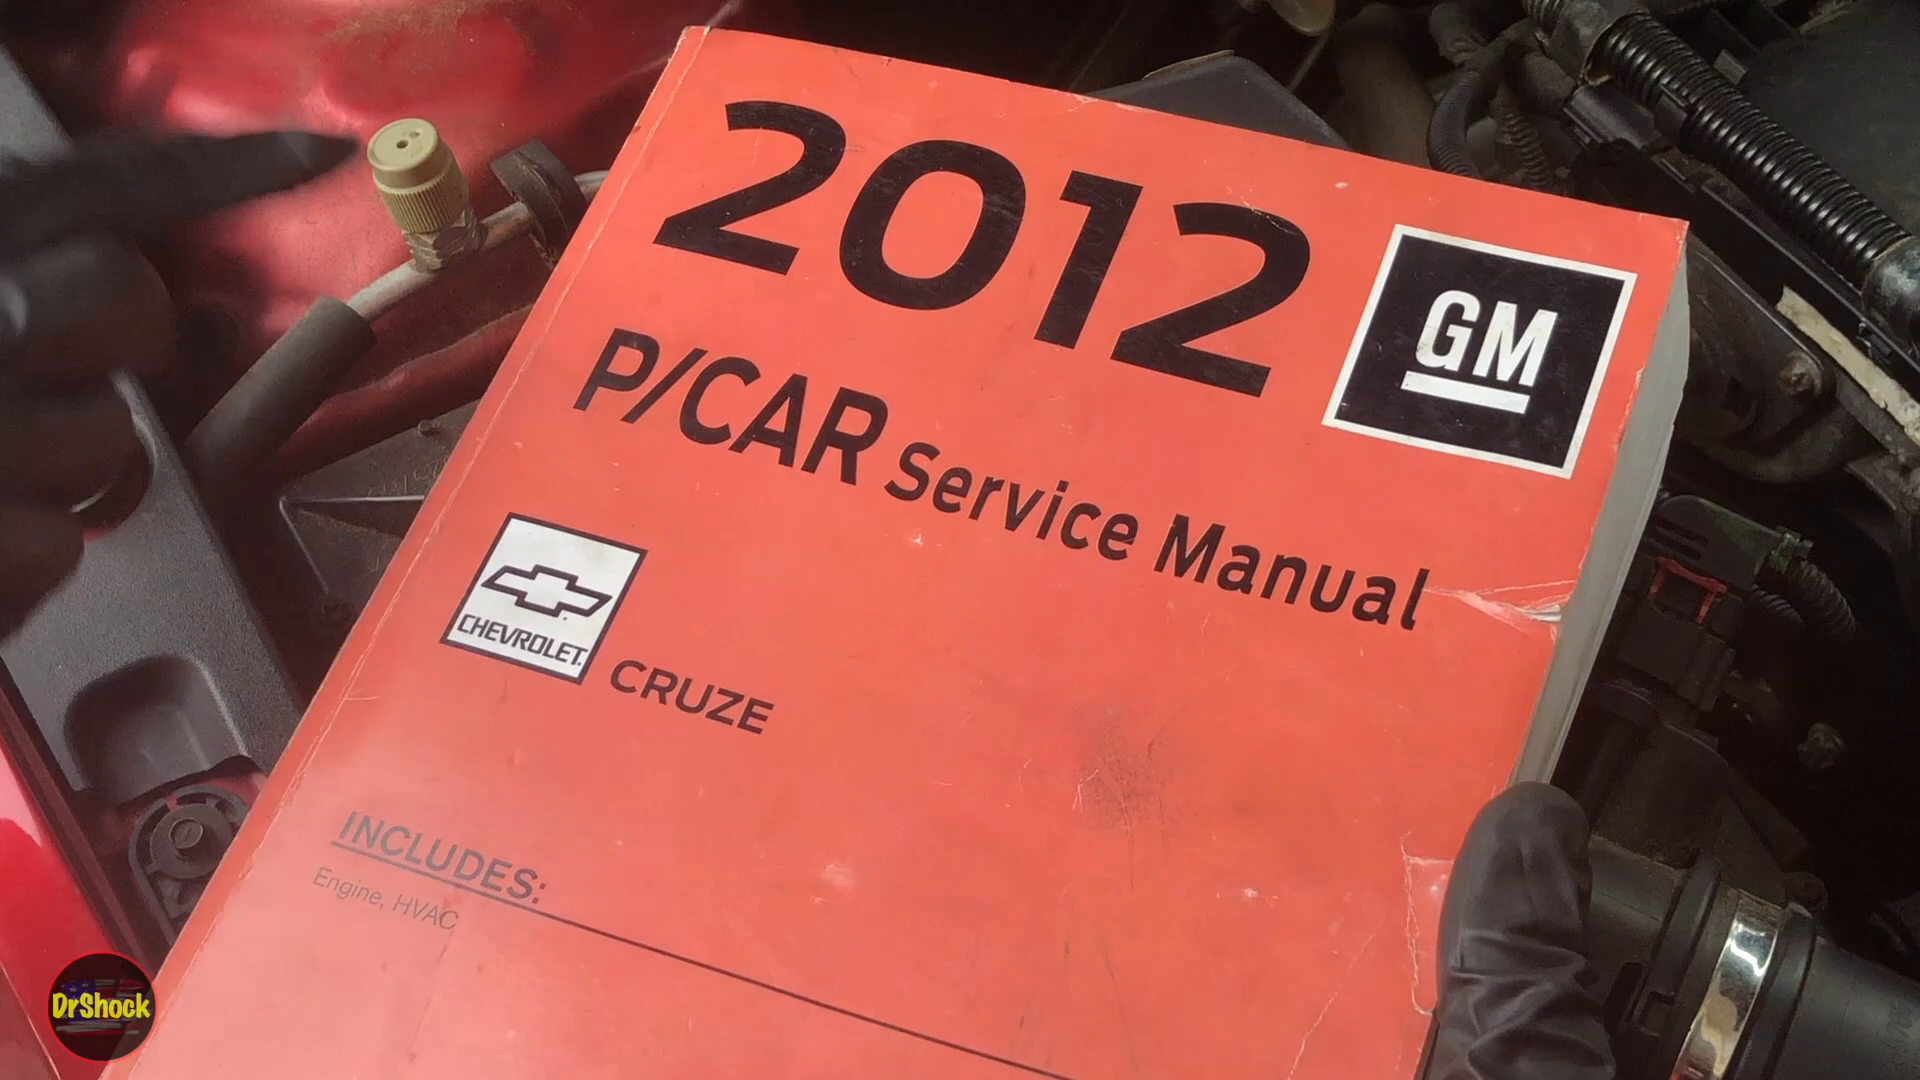 2012
GM
P/CAR Service Manual
CHEVROLET
CRUZE
INCLUDES:
Engine, HVAC
DrShock